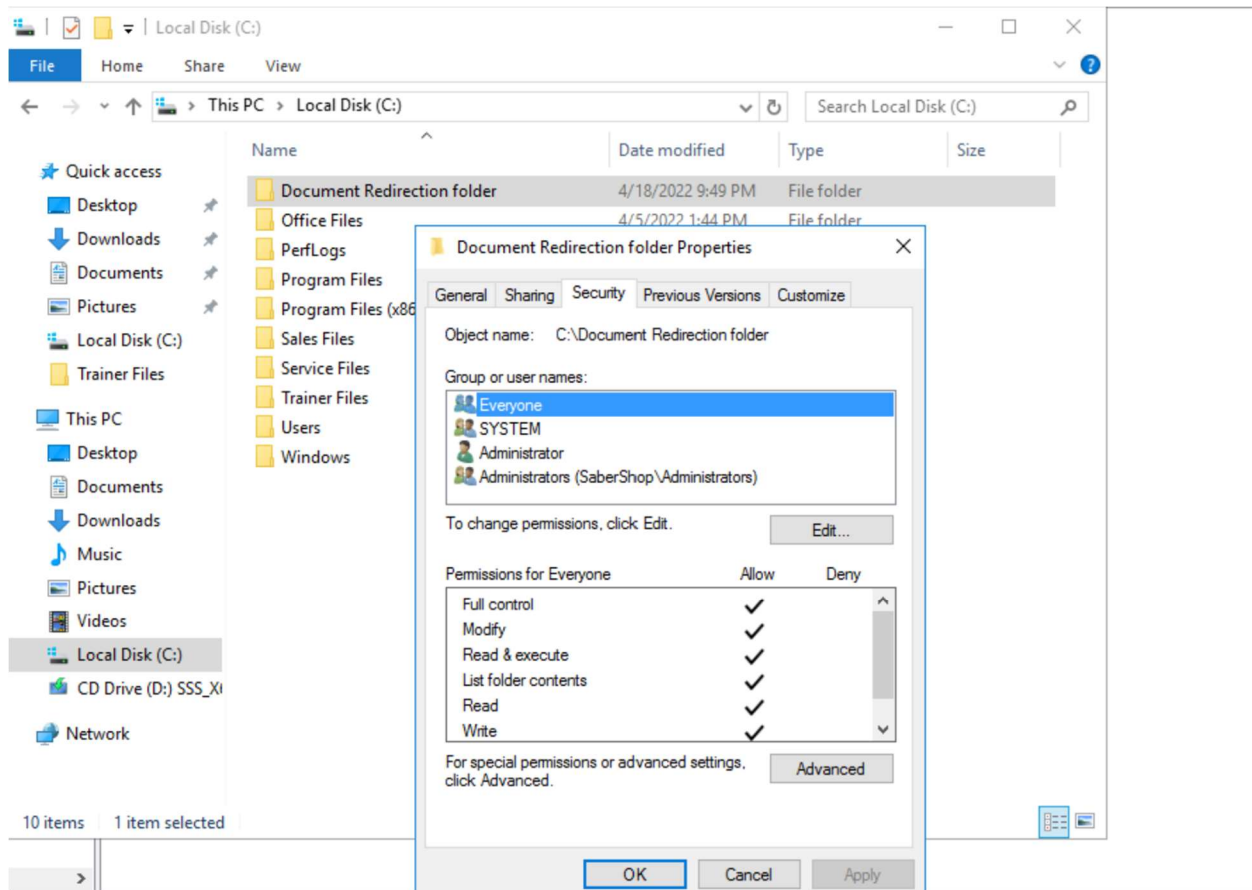 Local Disk (C:)
File Home Share View
This PC > Local Disk (C:)
Search Local Disk (C:)
Name Date modified Type Size
Quick access
Desktop
Downloads
Documents
Pictures
Local Disk (C:)
Trainer Files
This PC
Desktop
Documents
Downloads
Music
Pictures
Videos
Local Disk (C:)
CD Drive (D:) SSS_X
Network
Document Redirection folder 4/18/2022 9:49 PM File folder
Office Files 4/5/2022 1:44 PM File folder
PerfLogs
Program Files
Program Files (x86
Sales Files
Service Files
Trainer Files
Users
Windows
Document Redirection folder Properties
General Sharing Security Previous Versions Customize
Object name: C:\Document Redirection folder
Group or user names:
Everyone
SYSTEM
Administrator
Administrators (SaberShop\Administrators)
To change permissions, click Edit.
Edit...
Permissions for Everyone Allow Deny
Full control
Modify
Read & execute
List folder contents
Read
Write
For special permissions or advanced settings,
click Advanced.
Advanced
OK Cancel Apply
10 items 1 item selected